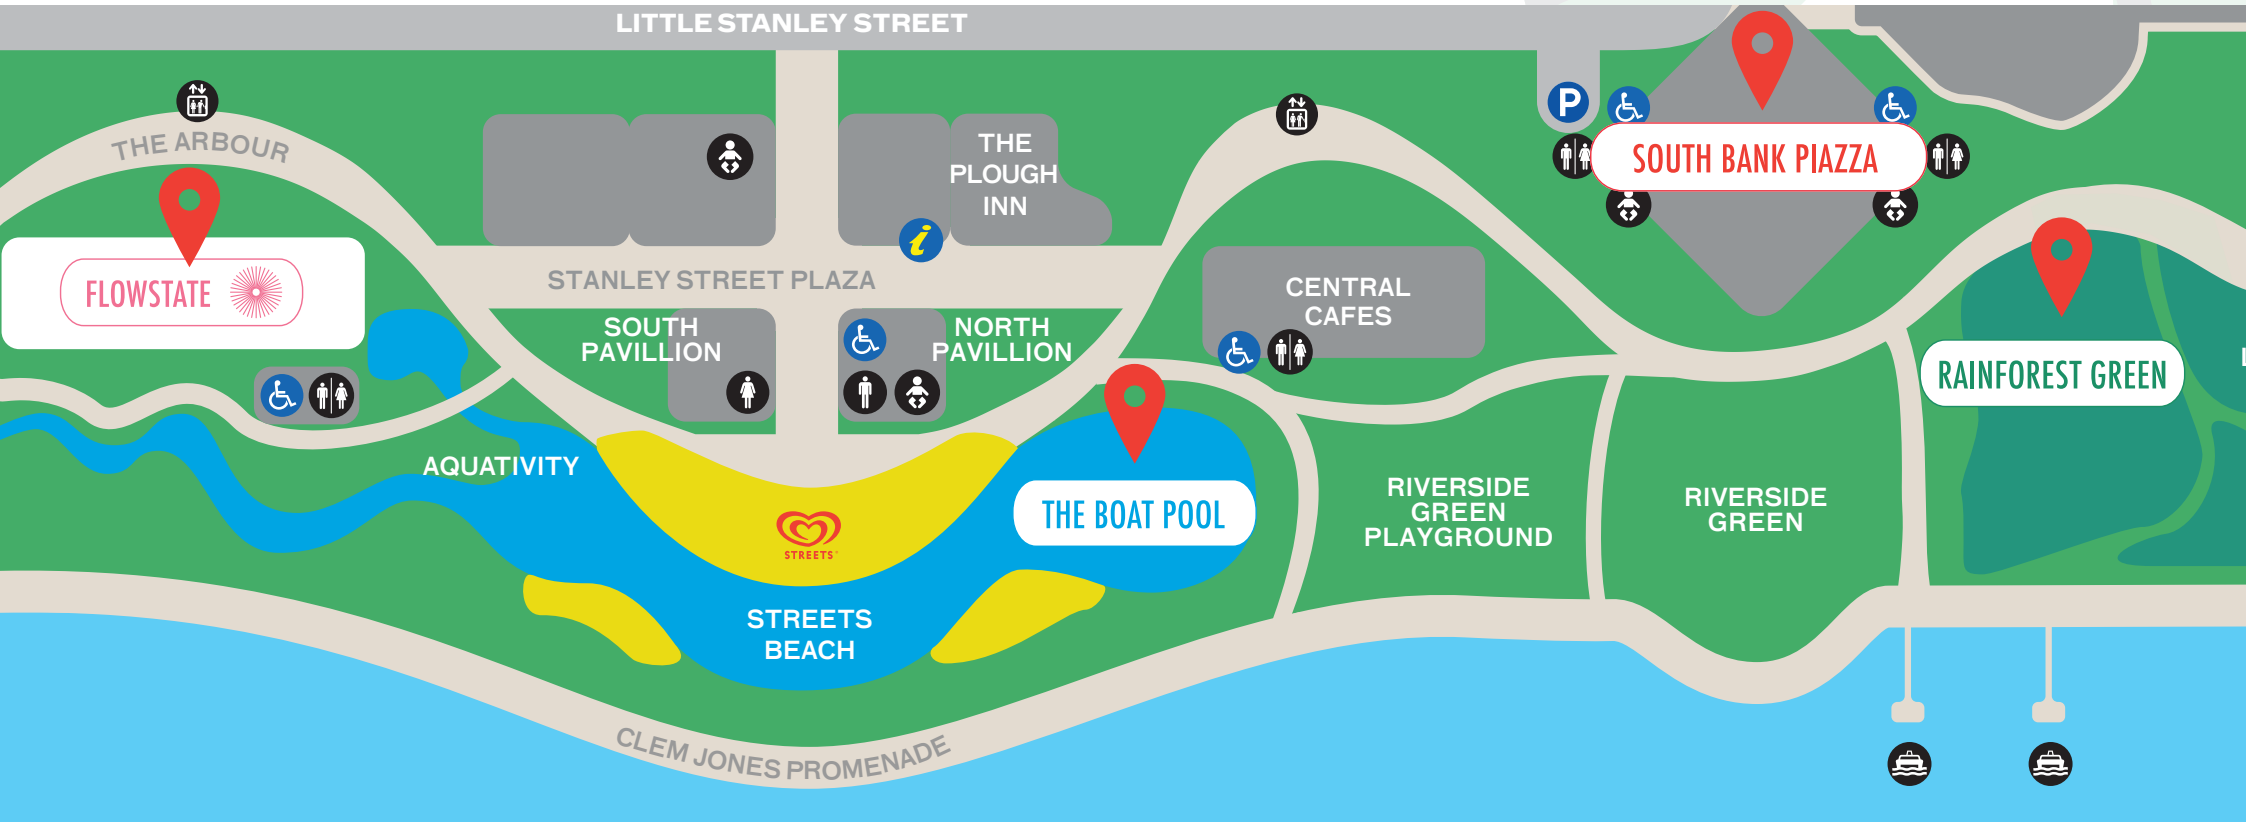 LITTLE STANLEY STREET
THE ARBOUR
THE
PLOUGH
INN
P
SOUTH BANK PIAZZA
i
STANLEY STREET PLAZA
FLOWSTATE
CENTRAL
CAFES
SOUTH
PAVILLION
NORTH
PAVILLION
RAINFOREST GREEN
AQUATIVITY
THE BOAT POOL
RIVERSIDE
GREEN
PLAYGROUND
RIVERSIDE
GREEN
STREETS
STREETS
BEACH
CLEM JONES PROMENADE